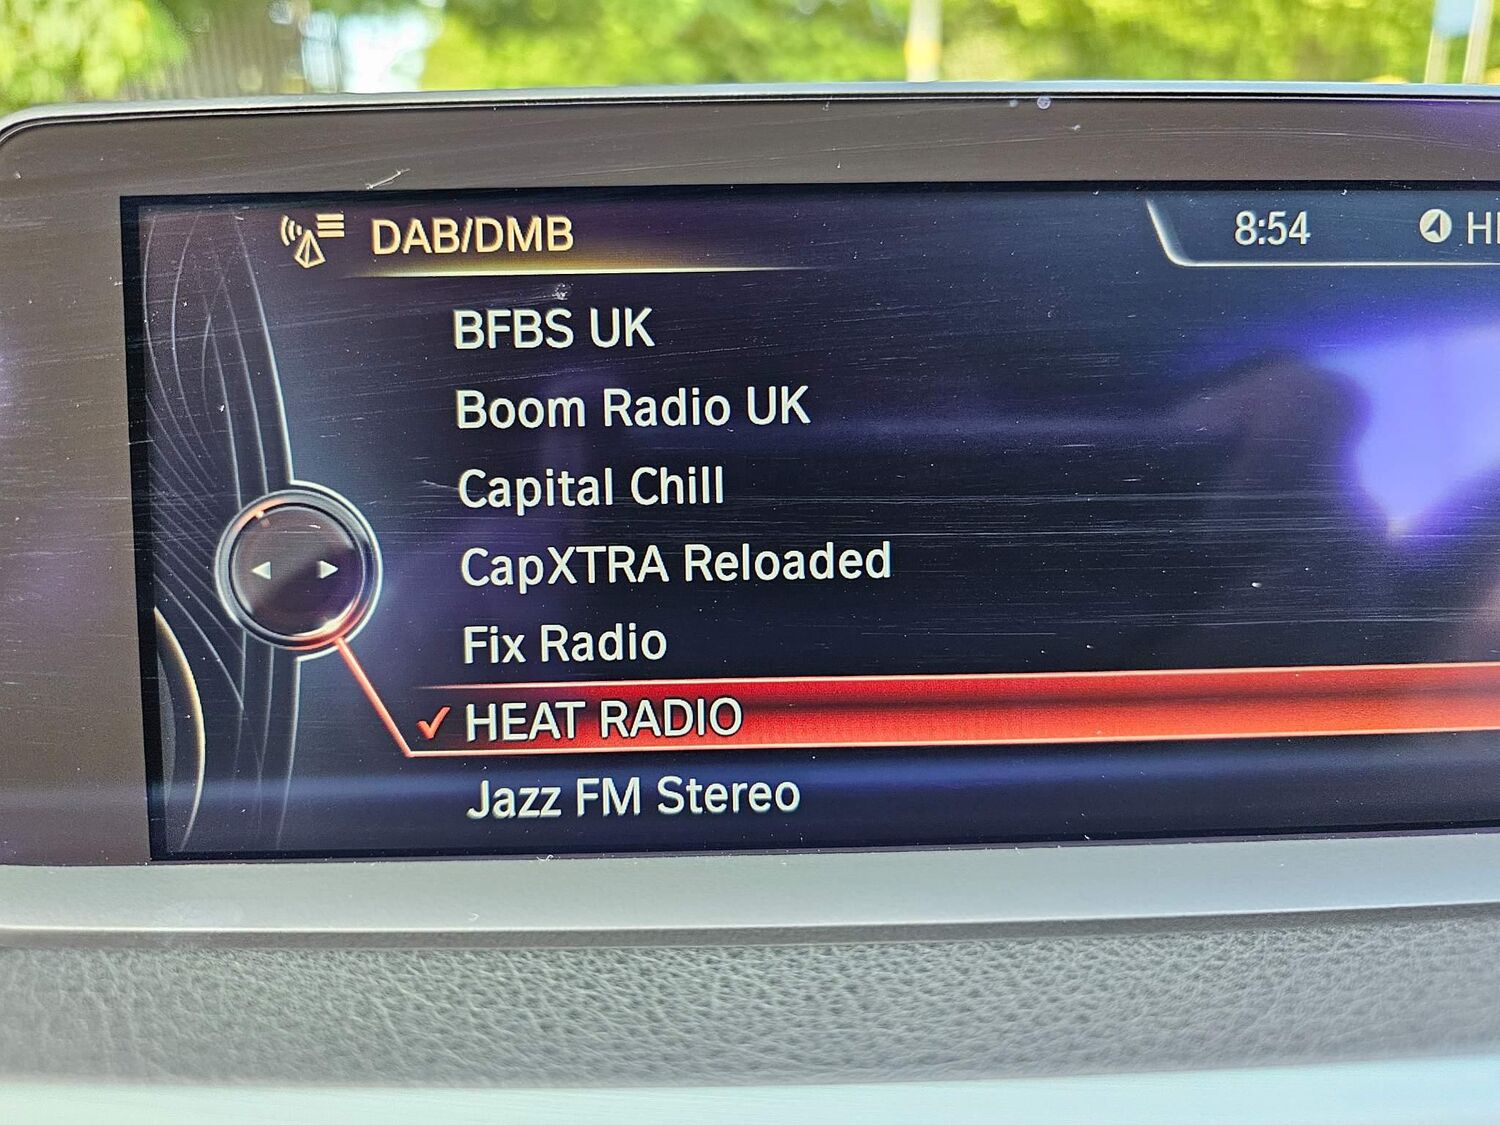 DAB/DMB
8:54
BFBS UK
Boom Radio UK
Capital Chill
CapXTRA Reloaded
Fix Radio
HEAT RADIO
Jazz FM Stereo